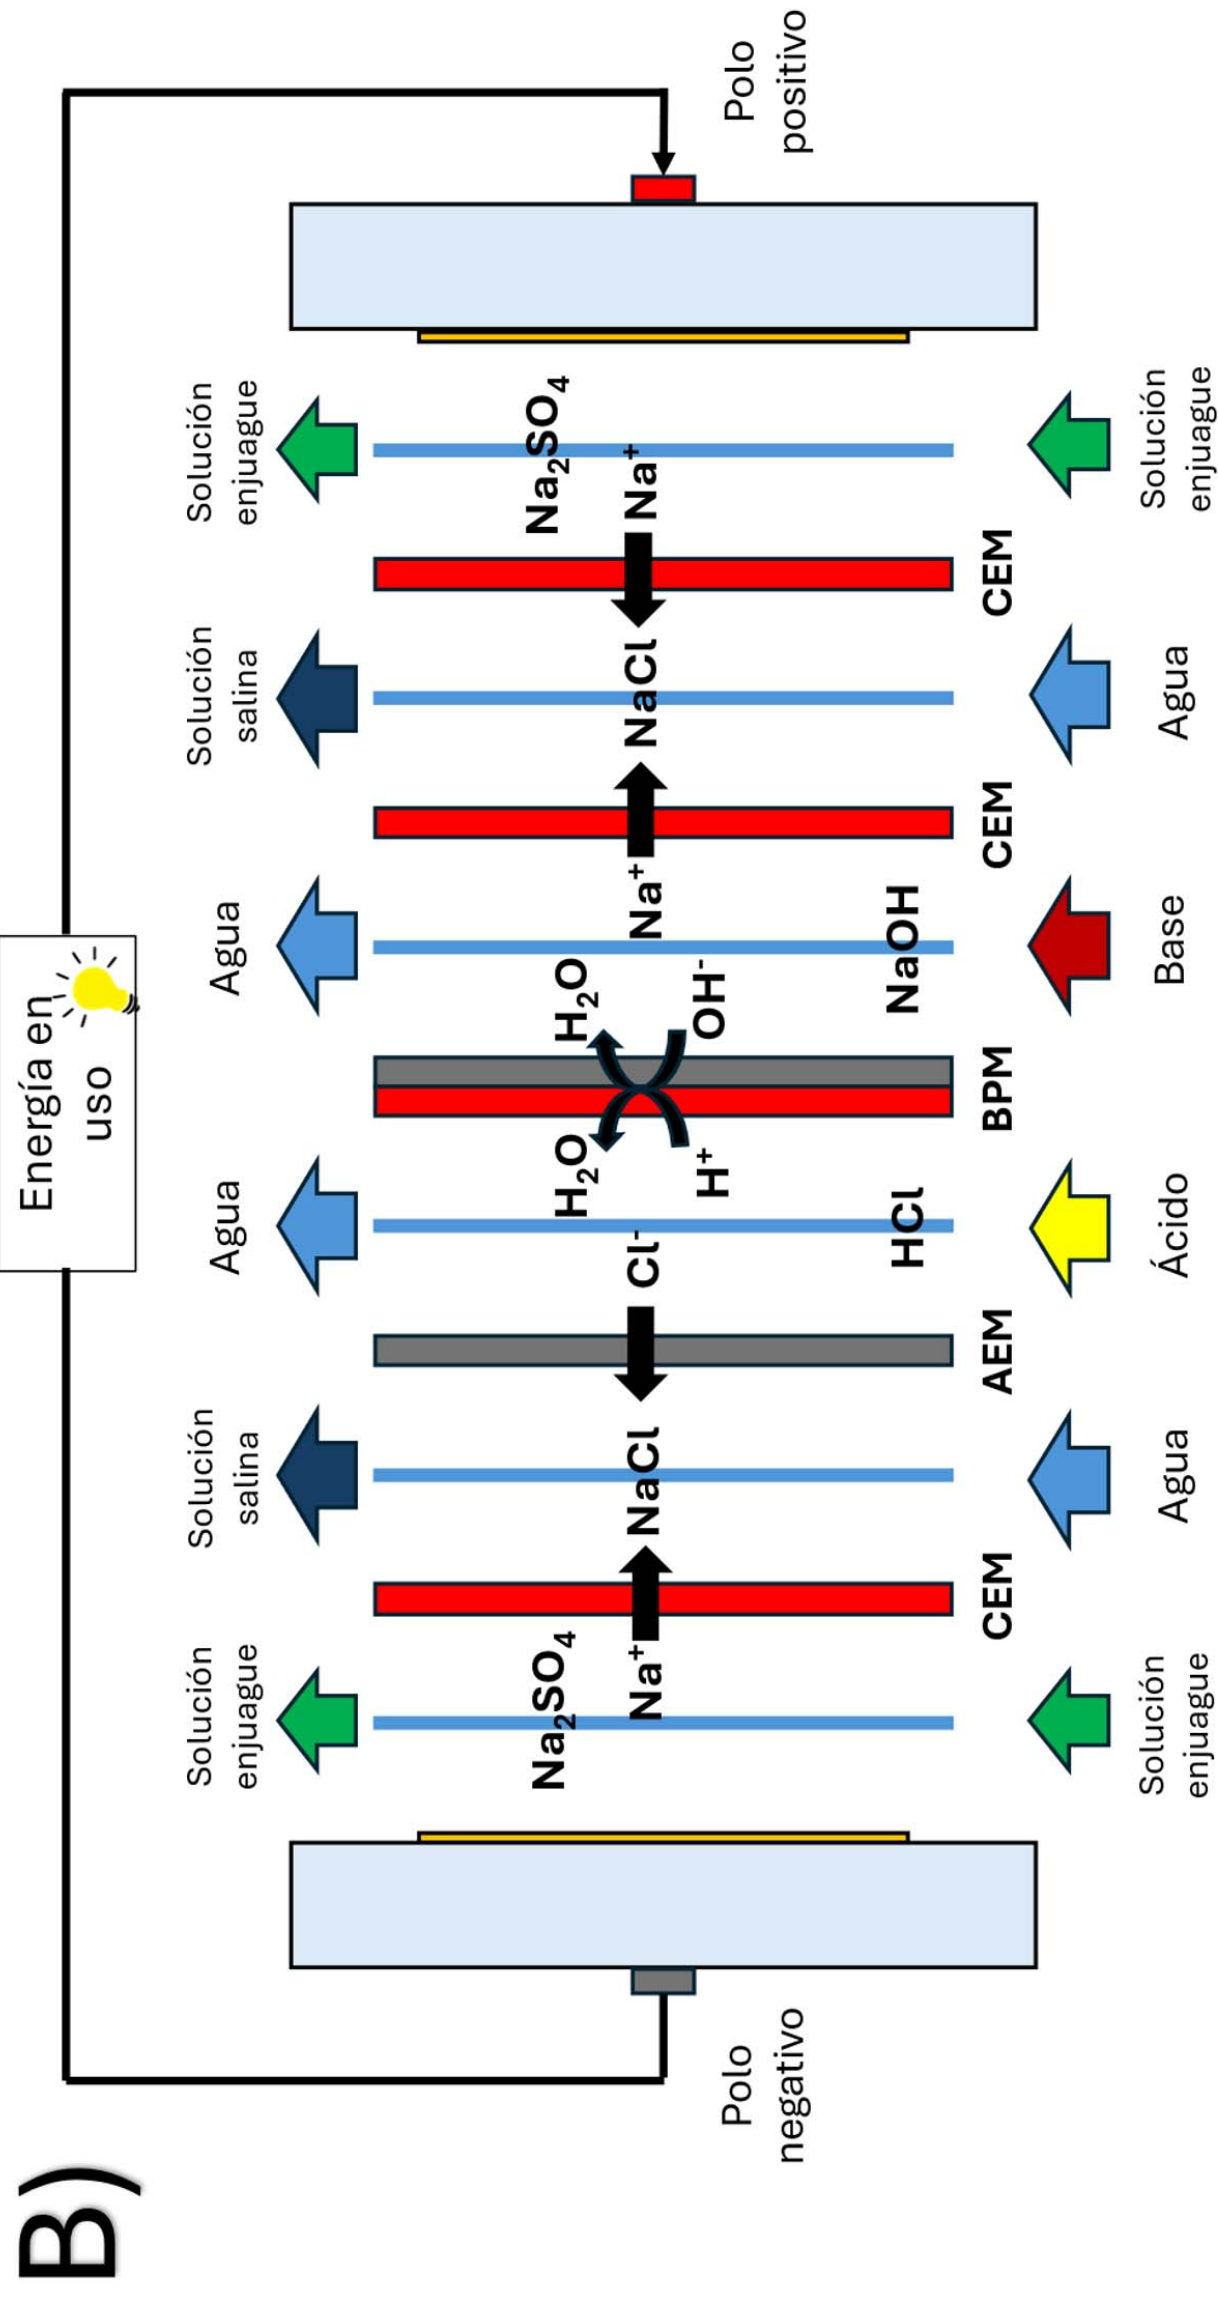 B)
Energía en
uso
Solución
enjuague
Solución
salina
Agua
Agua
Solución
salina
Solución
enjuague
Na₂SO₄
H₂O
H₂O
Na₂SO₄
Na⁺
NaCl
Cl⁻
Na⁺
NaCl
Na⁺
H⁺
OH⁻
Polo
negativo
Polo
positivo
HCl
NaOH
CEM
AEM
BPM
CEM
CEM
Solución
enjuague
Agua
Ácido
Base
Agua
Solución
enjuague